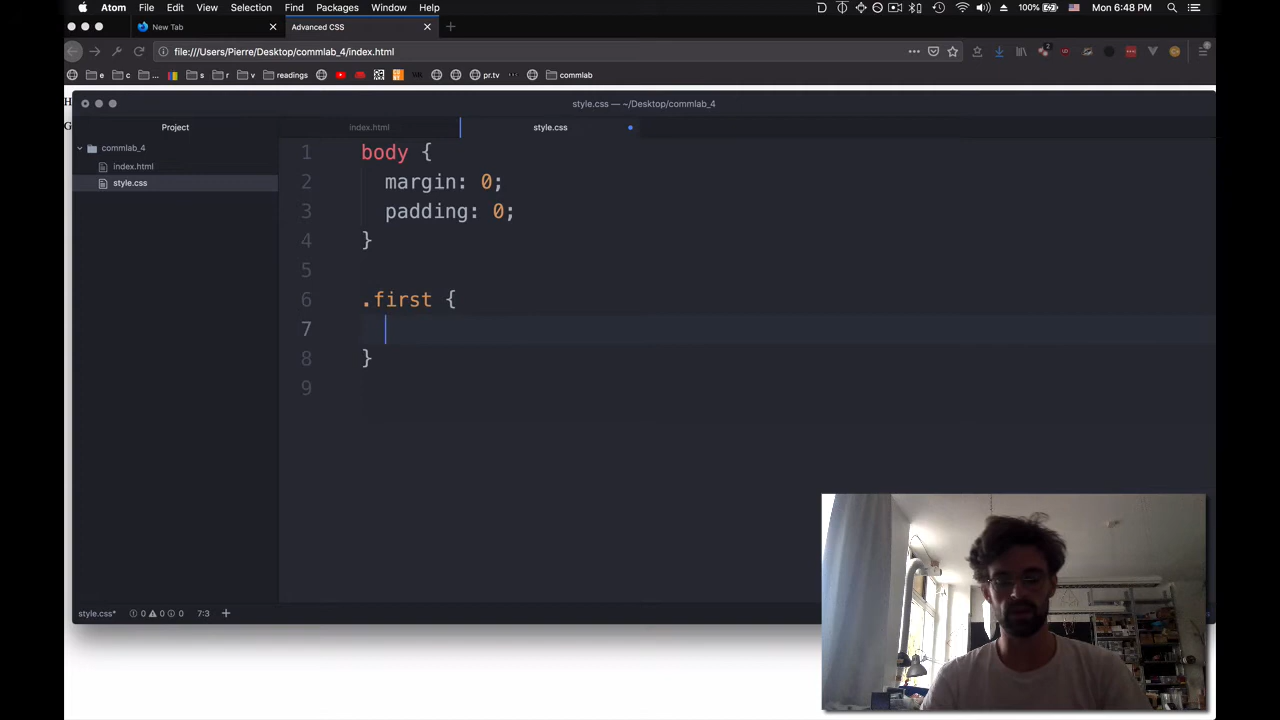 Atom File Edit View Selection Find Packages Window Help 100% Mon 6:48 PM
New Tab Advanced CSS
file:///Users/Pierre/Desktop/commlab_4/index.html
e c ... s r v readings pr.tv commlab
H
style.css — ~/Desktop/commlab_4
G
Project index.html style.css
commlab_4
index.html
style.css
1 body {
2 margin: 0;
3 padding: 0;
4 }
5
6 .first {
7
8 }
9
style.css* 0 0 0 7:3 +